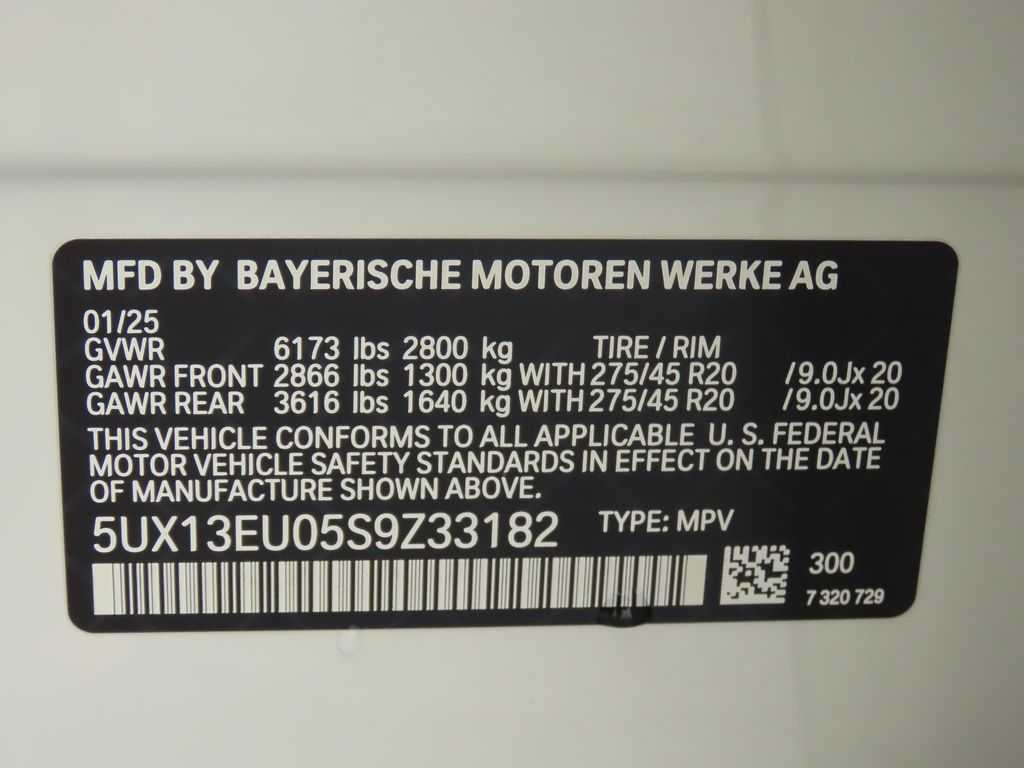 MFD BY BAYERISCHE MOTOREN WERKE AG
01/25
GVWR 6173 lbs 2800 kg TIRE / RIM
GAWR FRONT 2866 lbs 1300 kg WITH 275/45 R20 /9.0Jx 20
GAWR REAR 3616 lbs 1640 kg WITH 275/45 R20 /9.0Jx 20
THIS VEHICLE CONFORMS TO ALL APPLICABLE U. S. FEDERAL
MOTOR VEHICLE SAFETY STANDARDS IN EFFECT ON THE DATE
OF MANUFACTURE SHOWN ABOVE.
5UX13EU05S9Z33182 TYPE: MPV
300
7 320 729